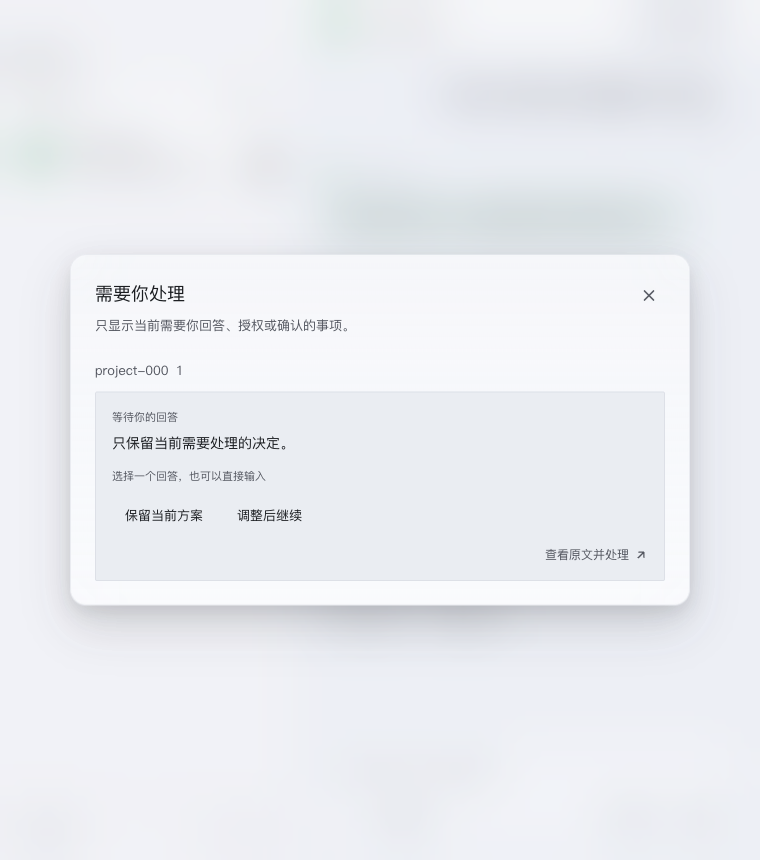 需要你处理
只显示当前需要你回答、授权或确认的事项。
project-000 1
等待你的回答
只保留当前需要处理的决定。
选择一个回答，也可以直接输入
保留当前方案 调整后继续
查看原文并处理